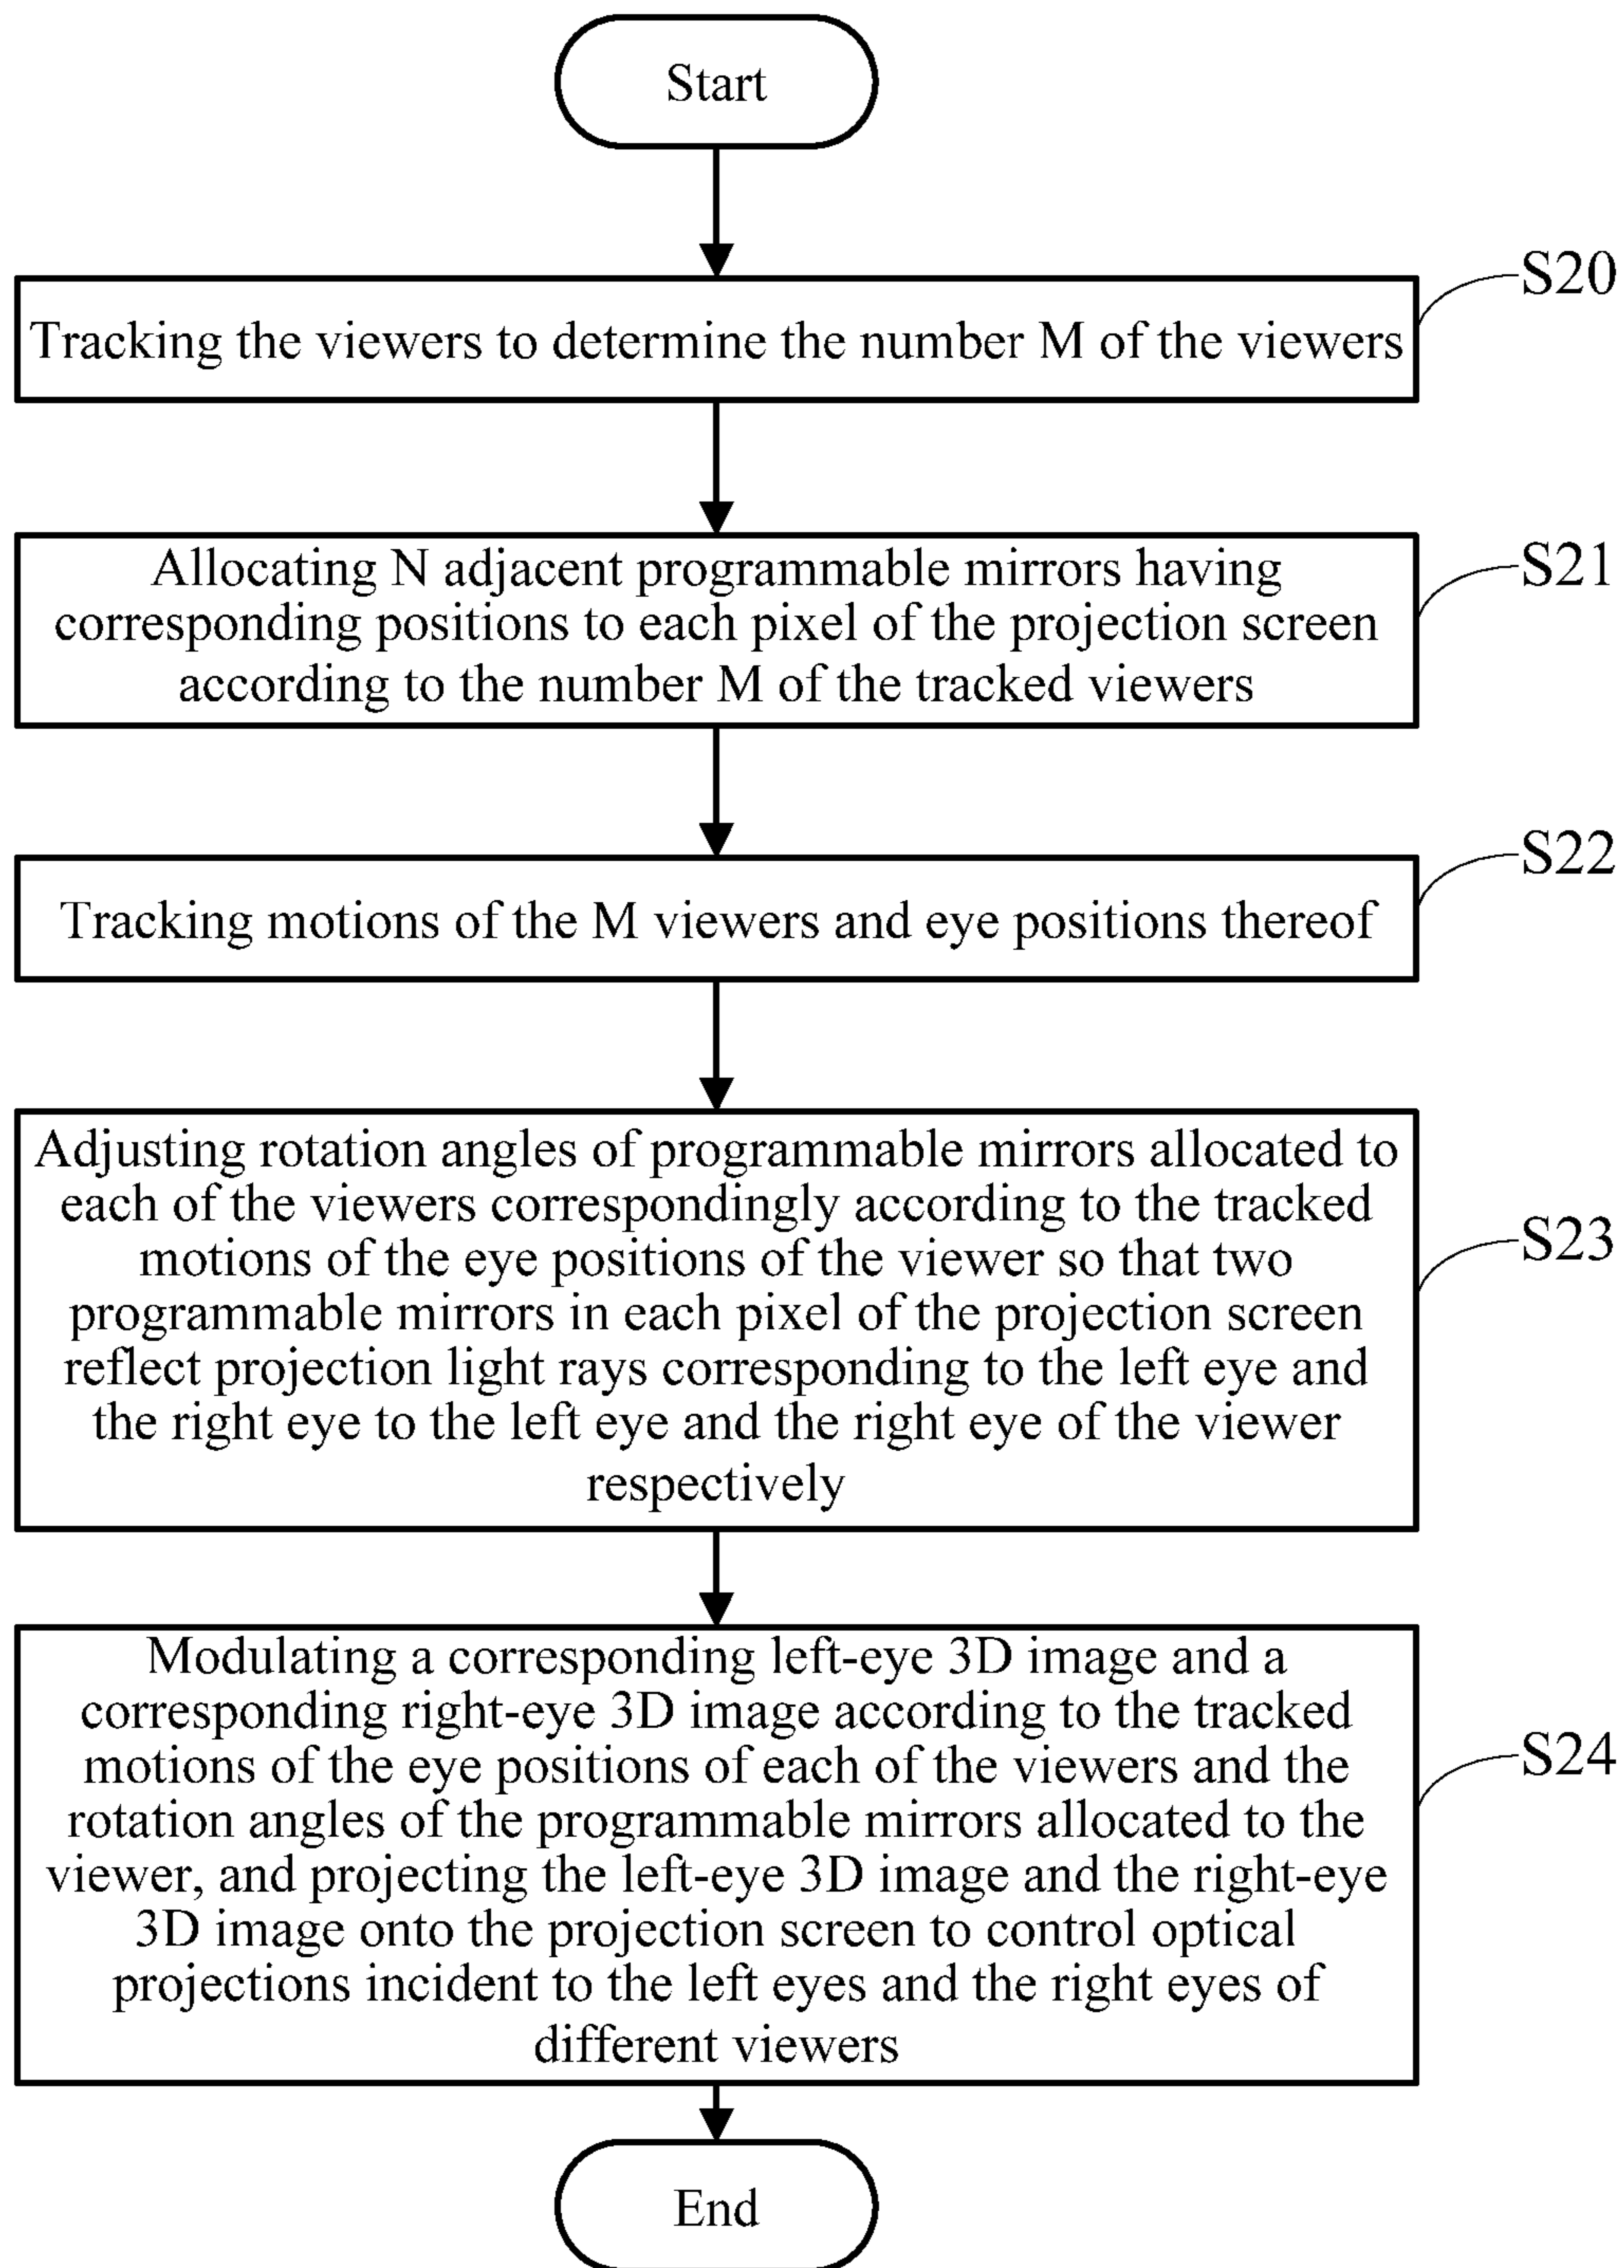 Start
S20
Tracking the viewers to determine the number M of the viewers
S21
Allocating N adjacent programmable mirrors having
corresponding positions to each pixel of the projection screen
according to the number M of the tracked viewers
S22
Tracking motions of the M viewers and eye positions thereof
S23
Adjusting rotation angles of programmable mirrors allocated to
each of the viewers correspondingly according to the tracked
motions of the eye positions of the viewer so that two
programmable mirrors in each pixel of the projection screen
reflect projection light rays corresponding to the left eye and
the right eye to the left eye and the right eye of the viewer
respectively
S24
Modulating a corresponding left-eye 3D image and a
corresponding right-eye 3D image according to the tracked
motions of the eye positions of each of the viewers and the
rotation angles of the programmable mirrors allocated to the
viewer, and projecting the left-eye 3D image and the right-eye
3D image onto the projection screen to control optical
projections incident to the left eyes and the right eyes of
different viewers
End